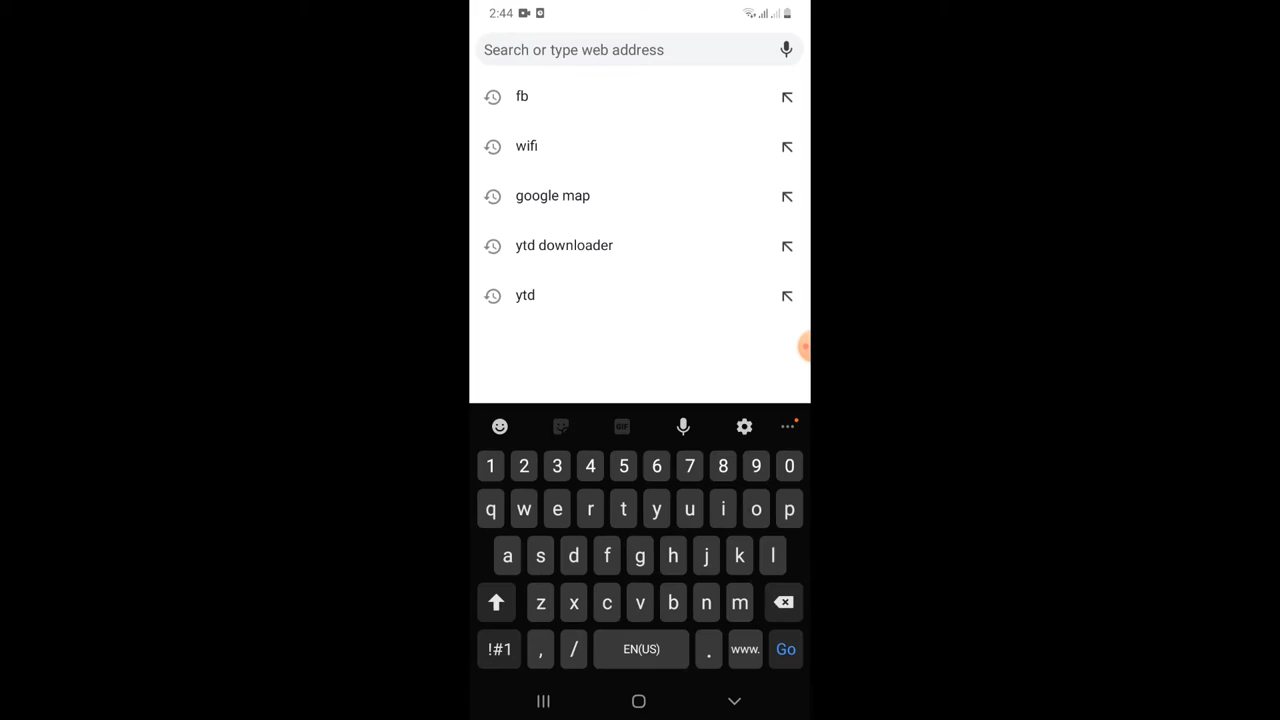 2:44
Search or type web address
fb
wifi
google map
ytd downloader
ytd
GIF
1 2 3 4 5 6 7 8 9 0
q w e r t y u i o p
a s d f g h j k l
z x c v b n m
!#1 , / EN(US) . www. Go